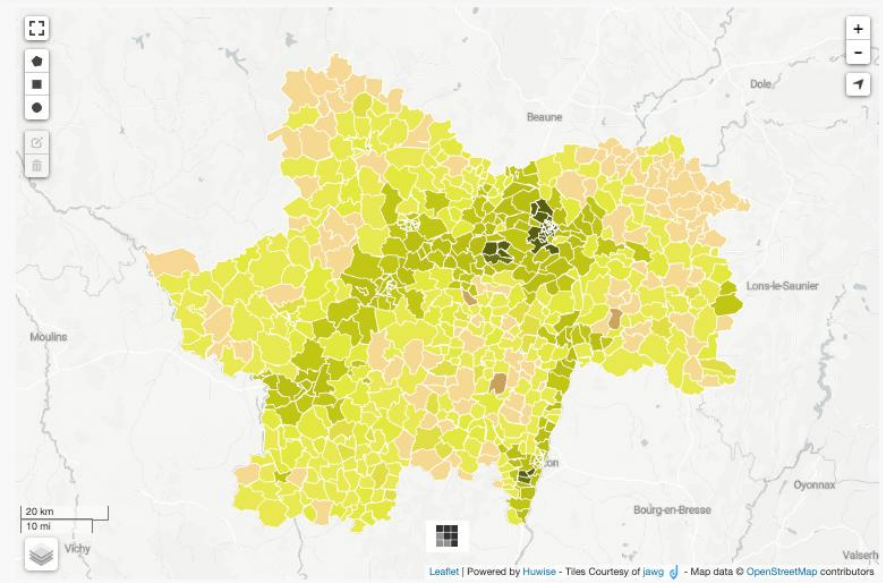 +
-
Dole
Beaune
Lons-le-Saunier
Moulins
on
Oyonnax
Bourg-en-Bresse
20 km
10 mi
Vichy
Valserh
Leaflet | Powered by Huwise - Tiles Courtesy of jawg - Map data © OpenStreetMap contributors